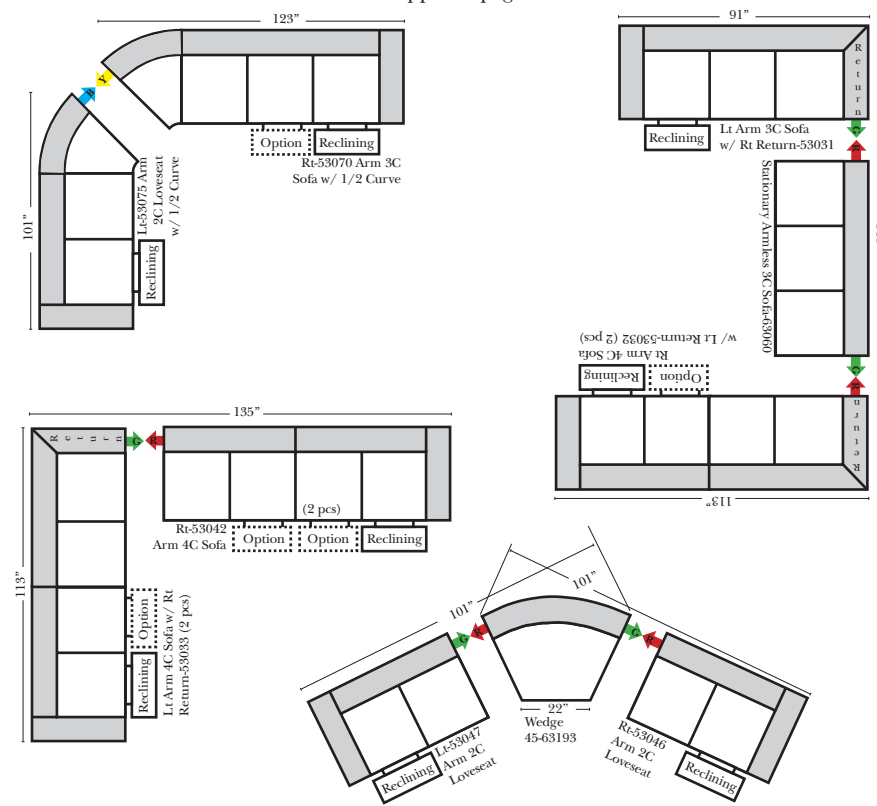 123”
B
Y
Option
Reclining
Rt-53070 Arm 3C
Sofa w/ 1/2 Curve
101”
Lt-53075 Arm
2C Loveseat
w/ 1/2 Curve
Reclining
91”
Return
Reclining
Lt Arm 3C Sofa
w/ Rt Return-53031
G
R
Stationary Armless 3C Sofa-63060
G
R
Rt Arm 4C Sofa
w/ Lt Return-53032 (2 pcs)
Reclining
Option
Return
113”
135”
Return
G
R
(2 pcs)
Rt-53042
Arm 4C Sofa
Option
Option
Reclining
113”
Option
Reclining
Lt Arm 4C Sofa w/ Rt
Return-53033 (2 pcs)
101”
101”
G
R
G
R
22”
Wedge
45-63193
Lt-53047
Arm 2C
Loveseat
Reclining
Rt-53046
Arm 2C
Loveseat
Reclining